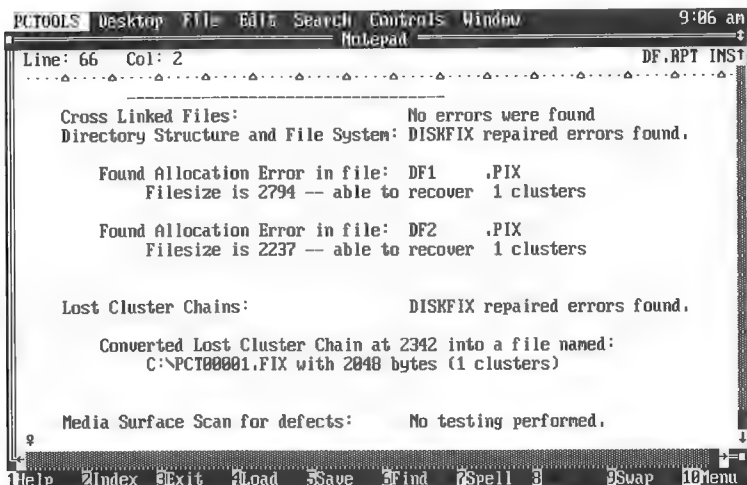 PCTOOLS Desktop File Edit Search Controls Window 9:06 am
Notepad
Line: 66 Col: 2 DF.RPT INS
Cross Linked Files: No errors were found
Directory Structure and File System: DISKFIX repaired errors found.
Found Allocation Error in file: DF1 .PIX
Filesize is 2794 -- able to recover 1 clusters
Found Allocation Error in file: DF2 .PIX
Filesize is 2237 -- able to recover 1 clusters
Lost Cluster Chains: DISKFIX repaired errors found.
Converted Lost Cluster Chain at 2342 into a file named:
C:\PCT00001.FIX with 2048 bytes (1 clusters)
Media Surface Scan for defects: No testing performed.
1Help 2Index 3Exit 4Load 5Save 6Find 7Spell 8 9Swap 10Menu